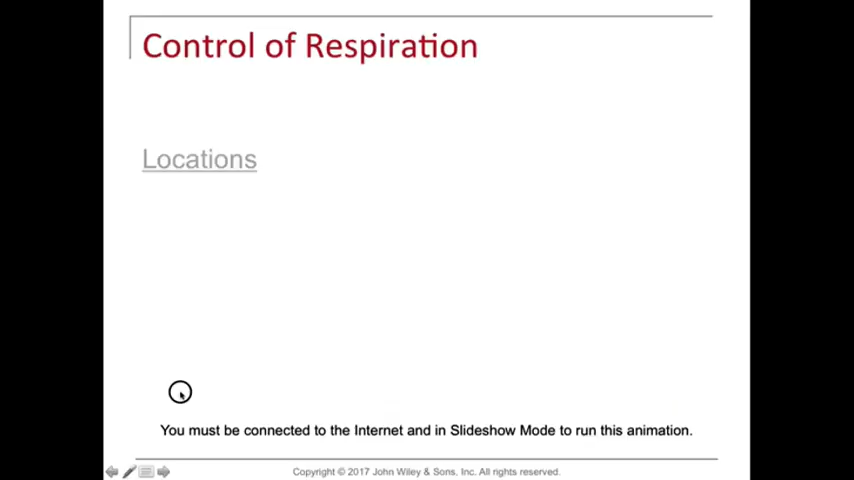 Control of Respiration
Locations
You must be connected to the Internet and in Slideshow Mode to run this animation.
Copyright © 2017 John Wiley & Sons, Inc. All rights reserved.